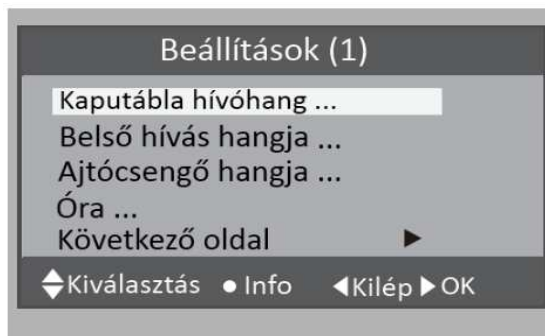 Beállítások (1)
Kaputábla hívóhang ...
Belső hívás hangja ...
Ajtócsengő hangja ...
Óra ...
Következő oldal
Kiválasztás ● Info ◀Kilép ▶OK